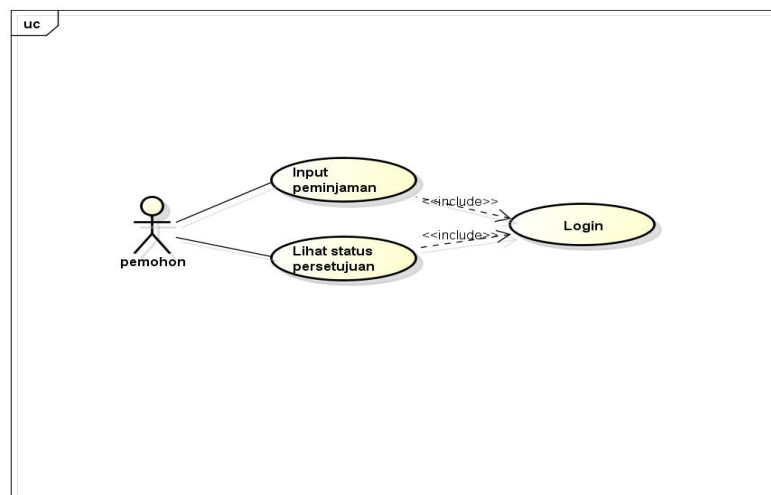 uc
Input
peminjaman
<<include>>
Login
<<include>>
Lihat status
persetujuan
pemohon